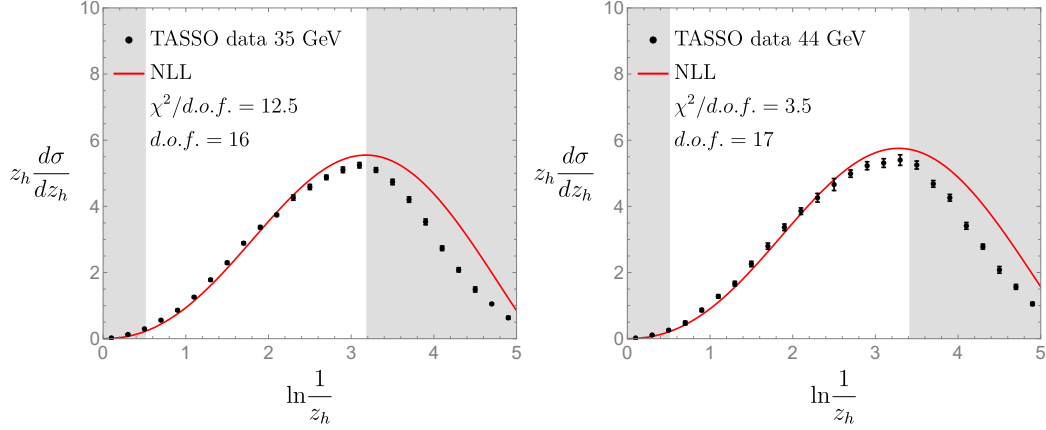 10
8
6
4
2
0
TASSO data 35 GeV
NLL
χ²/d.o.f. = 12.5
d.o.f. = 16
z_h dσ/dz_h
0 1 2 3 4 5
ln 1/z_h
10
8
6
4
2
0
TASSO data 44 GeV
NLL
χ²/d.o.f. = 3.5
d.o.f. = 17
z_h dσ/dz_h
0 1 2 3 4 5
ln 1/z_h